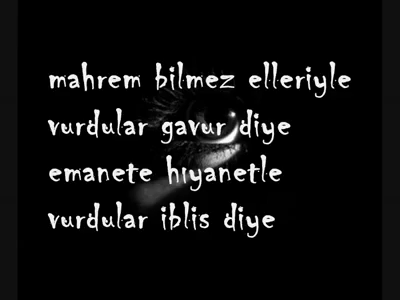 mahrem bilmez elleriyle
vurdular gavur diye
emanete hıyanetle
vurdular iblis diye